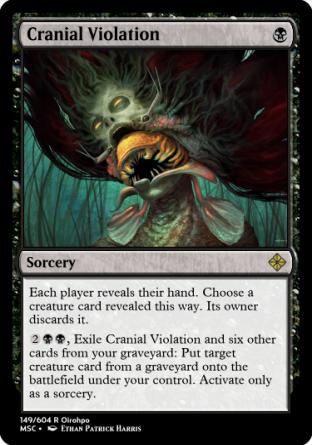 Cranial Violation
Sorcery
Each player reveals their hand. Choose a
creature card revealed this way. Its owner
discards it.
2, Exile Cranial Violation and six other
cards from your graveyard: Put target
creature card from a graveyard onto the
battlefield under your control. Activate only
as a sorcery.
149/604 R Oirohpo
MSC • Ethan Patrick Harris